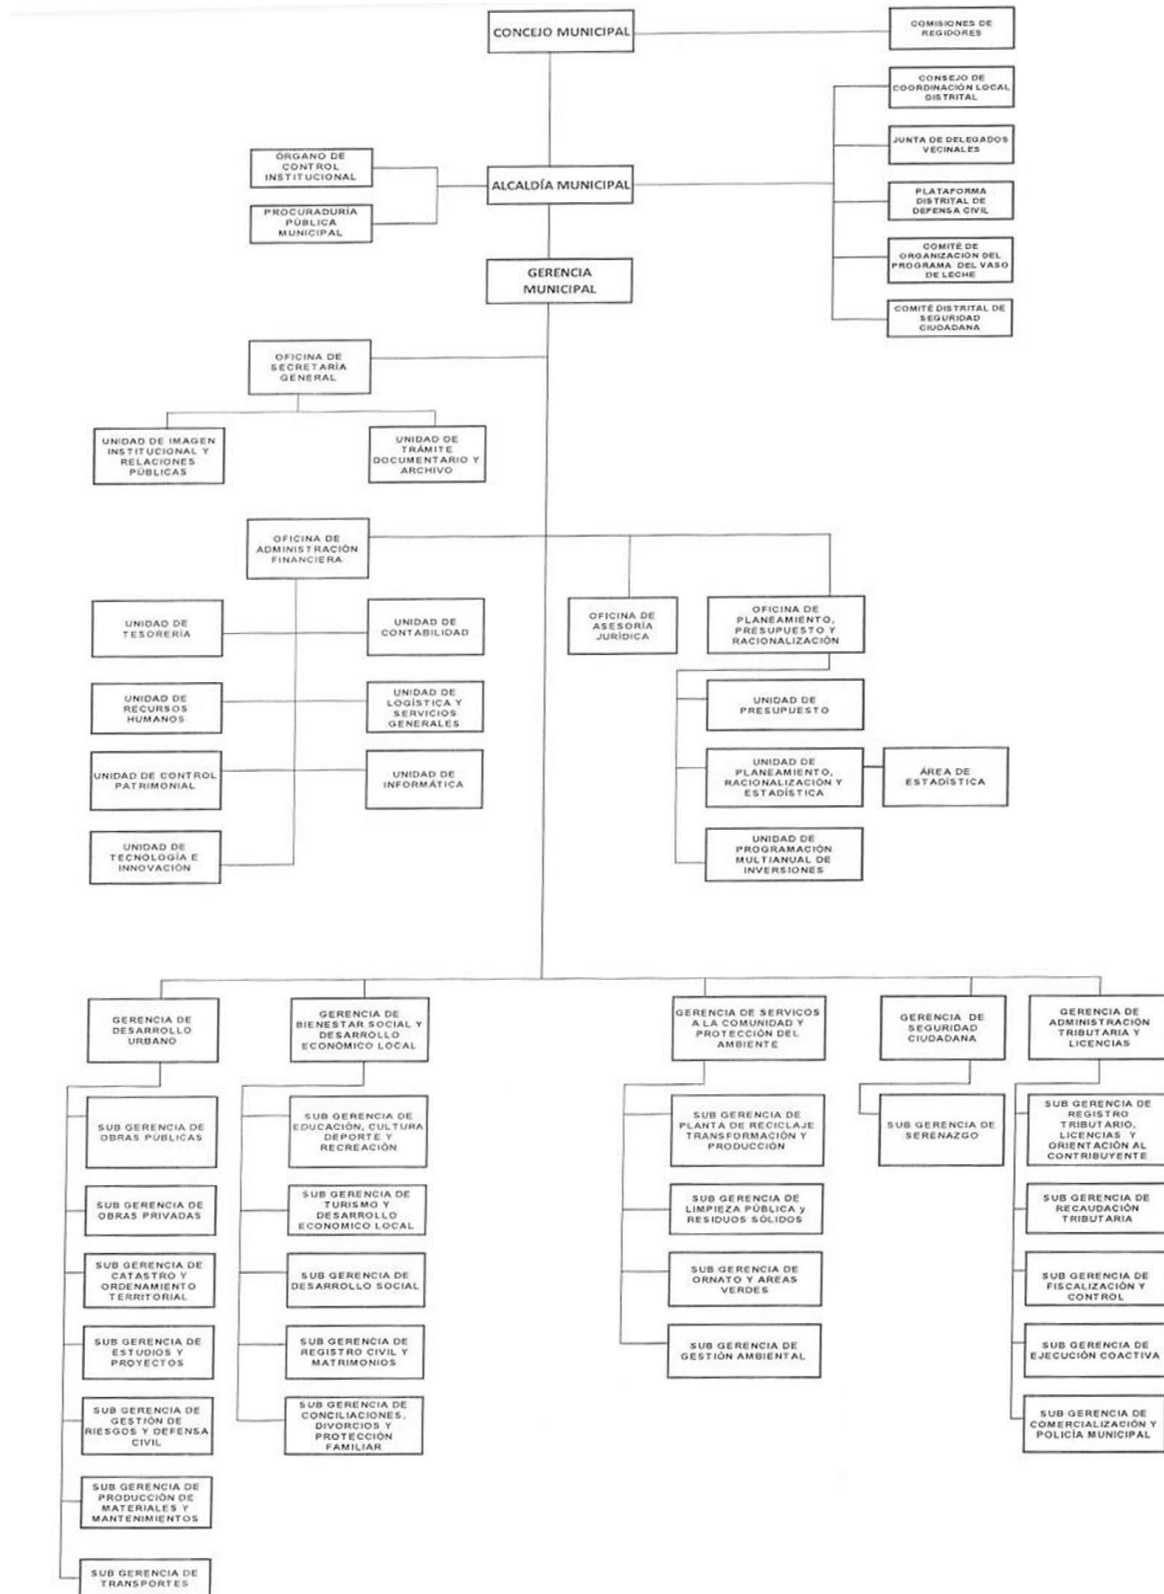 CONCEJO MUNICIPAL
COMISIONES DE
REGIDORES
CONSEJO DE
COORDINACIÓN LOCAL
DISTRITAL
JUNTA DE DELEGADOS
VECINALES
PLATAFORMA
DISTRITAL DE
DEFENSA CIVIL
COMITÉ DE
ORGANIZACIÓN DEL
PROGRAMA DEL VASO
DE LECHE
COMITÉ DISTRITAL DE
SEGURIDAD
CIUDADANA
ÓRGANO DE
CONTROL
INSTITUCIONAL
PROCURADURÍA
PÚBLICA
MUNICIPAL
ALCALDÍA MUNICIPAL
GERENCIA
MUNICIPAL
OFICINA DE
SECRETARÍA
GENERAL
UNIDAD DE IMAGEN
INSTITUCIONAL Y
RELACIONES
PÚBLICAS
UNIDAD DE
TRÁMITE
DOCUMENTARIO Y
ARCHIVO
OFICINA DE
ADMINISTRACIÓN
FINANCIERA
UNIDAD DE
TESORERÍA
UNIDAD DE
CONTABILIDAD
UNIDAD DE
RECURSOS
HUMANOS
UNIDAD DE
LOGÍSTICA Y
SERVICIOS
GENERALES
UNIDAD DE CONTROL
PATRIMONIAL
UNIDAD DE
INFORMÁTICA
UNIDAD DE
TECNOLOGÍA E
INNOVACIÓN
OFICINA DE
ASESORÍA
JURÍDICA
OFICINA DE
PLANEAMIENTO,
PRESUPUESTO Y
RACIONALIZACIÓN
UNIDAD DE
PRESUPUESTO
UNIDAD DE
PLANEAMIENTO,
RACIONALIZACIÓN Y
ESTADÍSTICA
ÁREA DE
ESTADÍSTICA
UNIDAD DE
PROGRAMACIÓN
MULTIANUAL DE
INVERSIONES
GERENCIA DE
DESARROLLO
URBANO
SUB GERENCIA DE
OBRAS PÚBLICAS
SUB GERENCIA DE
OBRAS PRIVADAS
SUB GERENCIA DE
CATASTRO Y
ORDENAMIENTO
TERRITORIAL
SUB GERENCIA DE
ESTUDIOS Y
PROYECTOS
SUB GERENCIA DE
GESTIÓN DE
RIESGOS Y DEFENSA
CIVIL
SUB GERENCIA DE
PRODUCCIÓN DE
MATERIALES Y
MANTENIMIENTOS
SUB GERENCIA DE
TRANSPORTES
GERENCIA DE
BIENESTAR SOCIAL Y
DESARROLLO
ECONÓMICO LOCAL
SUB GERENCIA DE
EDUCACIÓN, CULTURA
DEPORTE Y
RECREACIÓN
SUB GERENCIA DE
TURISMO Y
DESARROLLO
ECONOMICO LOCAL
SUB GERENCIA DE
DESARROLLO SOCIAL
SUB GERENCIA DE
REGISTRO CIVIL Y
MATRIMONIOS
SUB GERENCIA DE
CONCILIACIONES,
DIVORCIOS Y
PROTECCIÓN
FAMILIAR
GERENCIA DE SERVICOS
A LA COMUNIDAD Y
PROTECCIÓN DEL
AMBIENTE
SUB GERENCIA DE
PLANTA DE RECICLAJE
TRANSFORMACIÓN Y
PRODUCCIÓN
SUB GERENCIA DE
LIMPIEZA PÚBLICA y
RESIDUOS SÓLIDOS
SUB GERENCIA DE
ORNATO Y AREAS
VERDES
SUB GERENCIA DE
GESTIÓN AMBIENTAL
GERENCIA DE
SEGURIDAD
CIUDADANA
SUB GERENCIA DE
SERENAZGO
GERENCIA DE
ADMINISTRACIÓN
TRIBUTARIA Y
LICENCIAS
SUB GERENCIA DE
REGISTRO
TRIBUTARIO,
LICENCIAS Y
ORIENTACIÓN AL
CONTRIBUYENTE
SUB GERENCIA DE
RECAUDACIÓN
TRIBUTARIA
SUB GERENCIA DE
FISCALIZACIÓN Y
CONTROL
SUB GERENCIA DE
EJECUCIÓN COACTIVA
SUB GERENCIA DE
COMERCIALIZACIÓN Y
POLICÍA MUNICIPAL